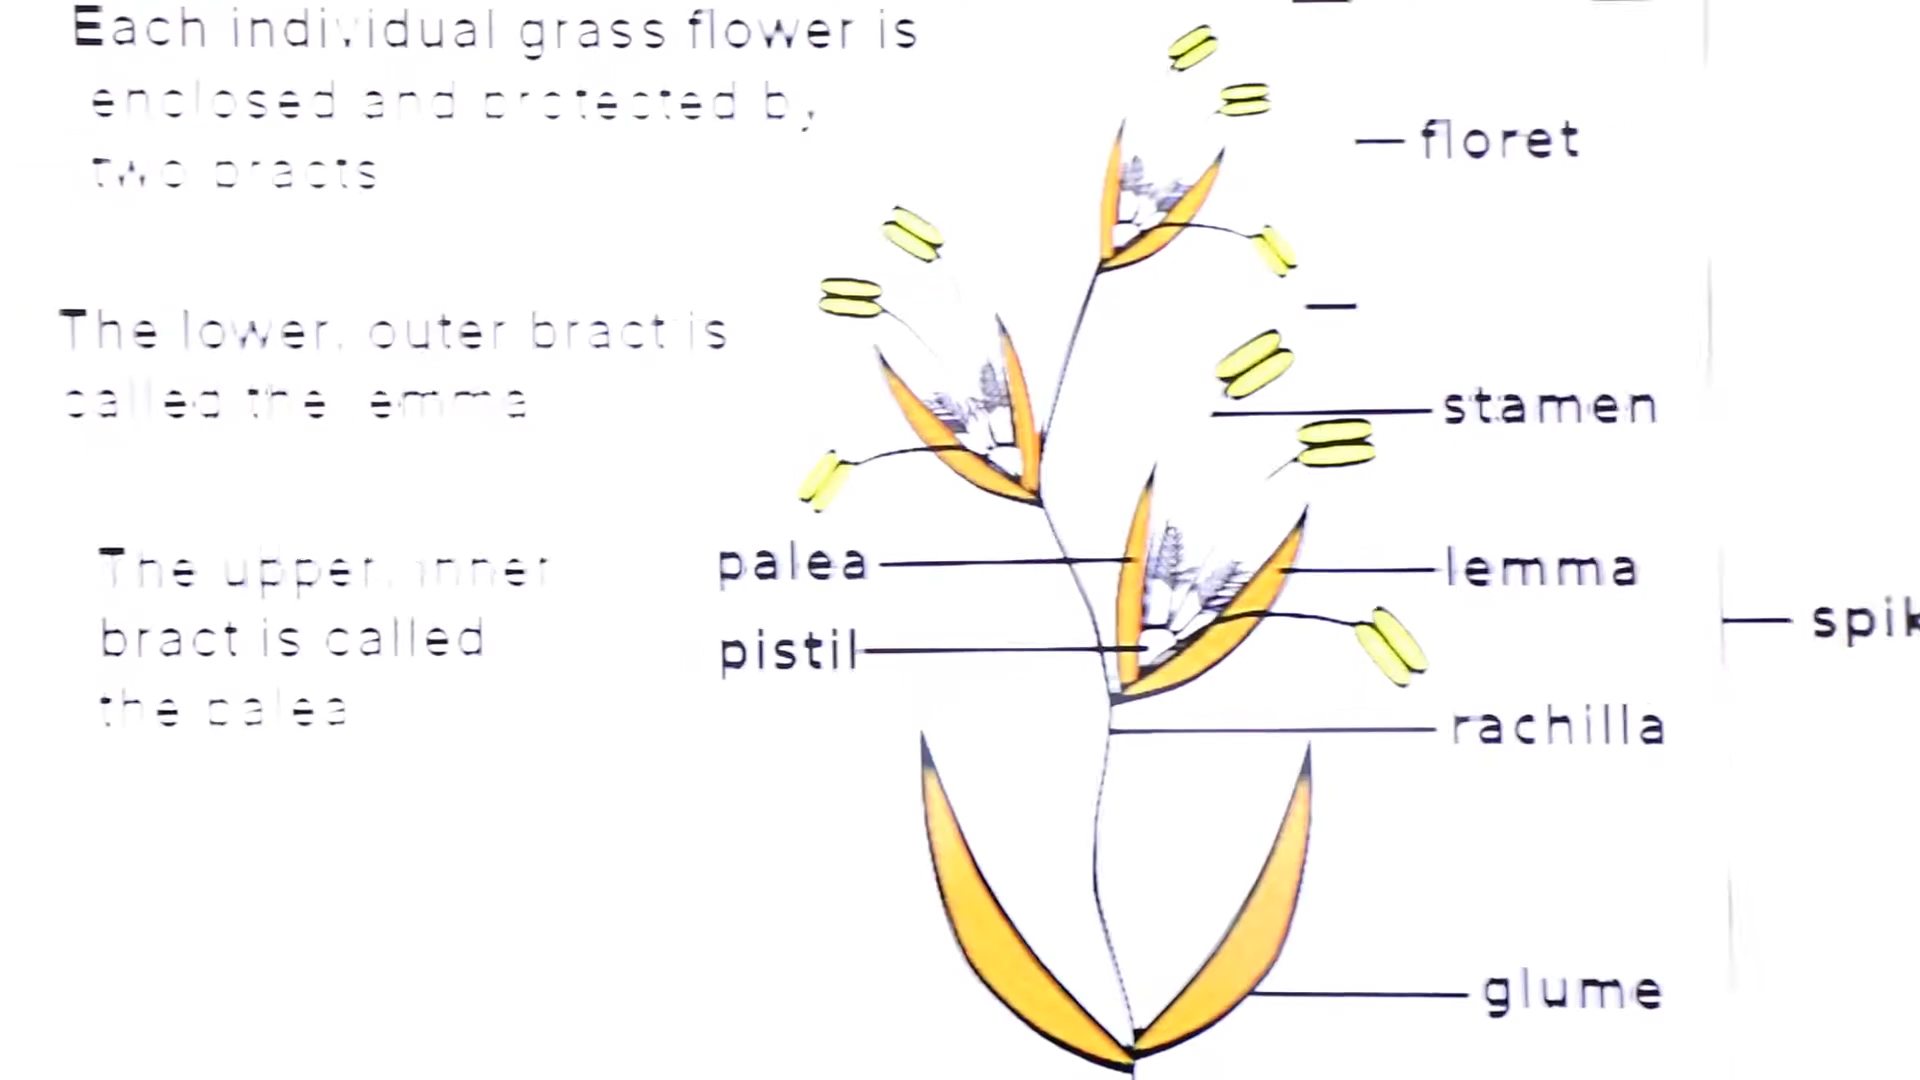 Each individual grass flower is
enclosed and protected by
two bracts
floret
The lower, outer bract is
called the lemma
stamen
The upper, inner
bract is called
the palea
palea
lemma
pistil
spik
rachilla
glume